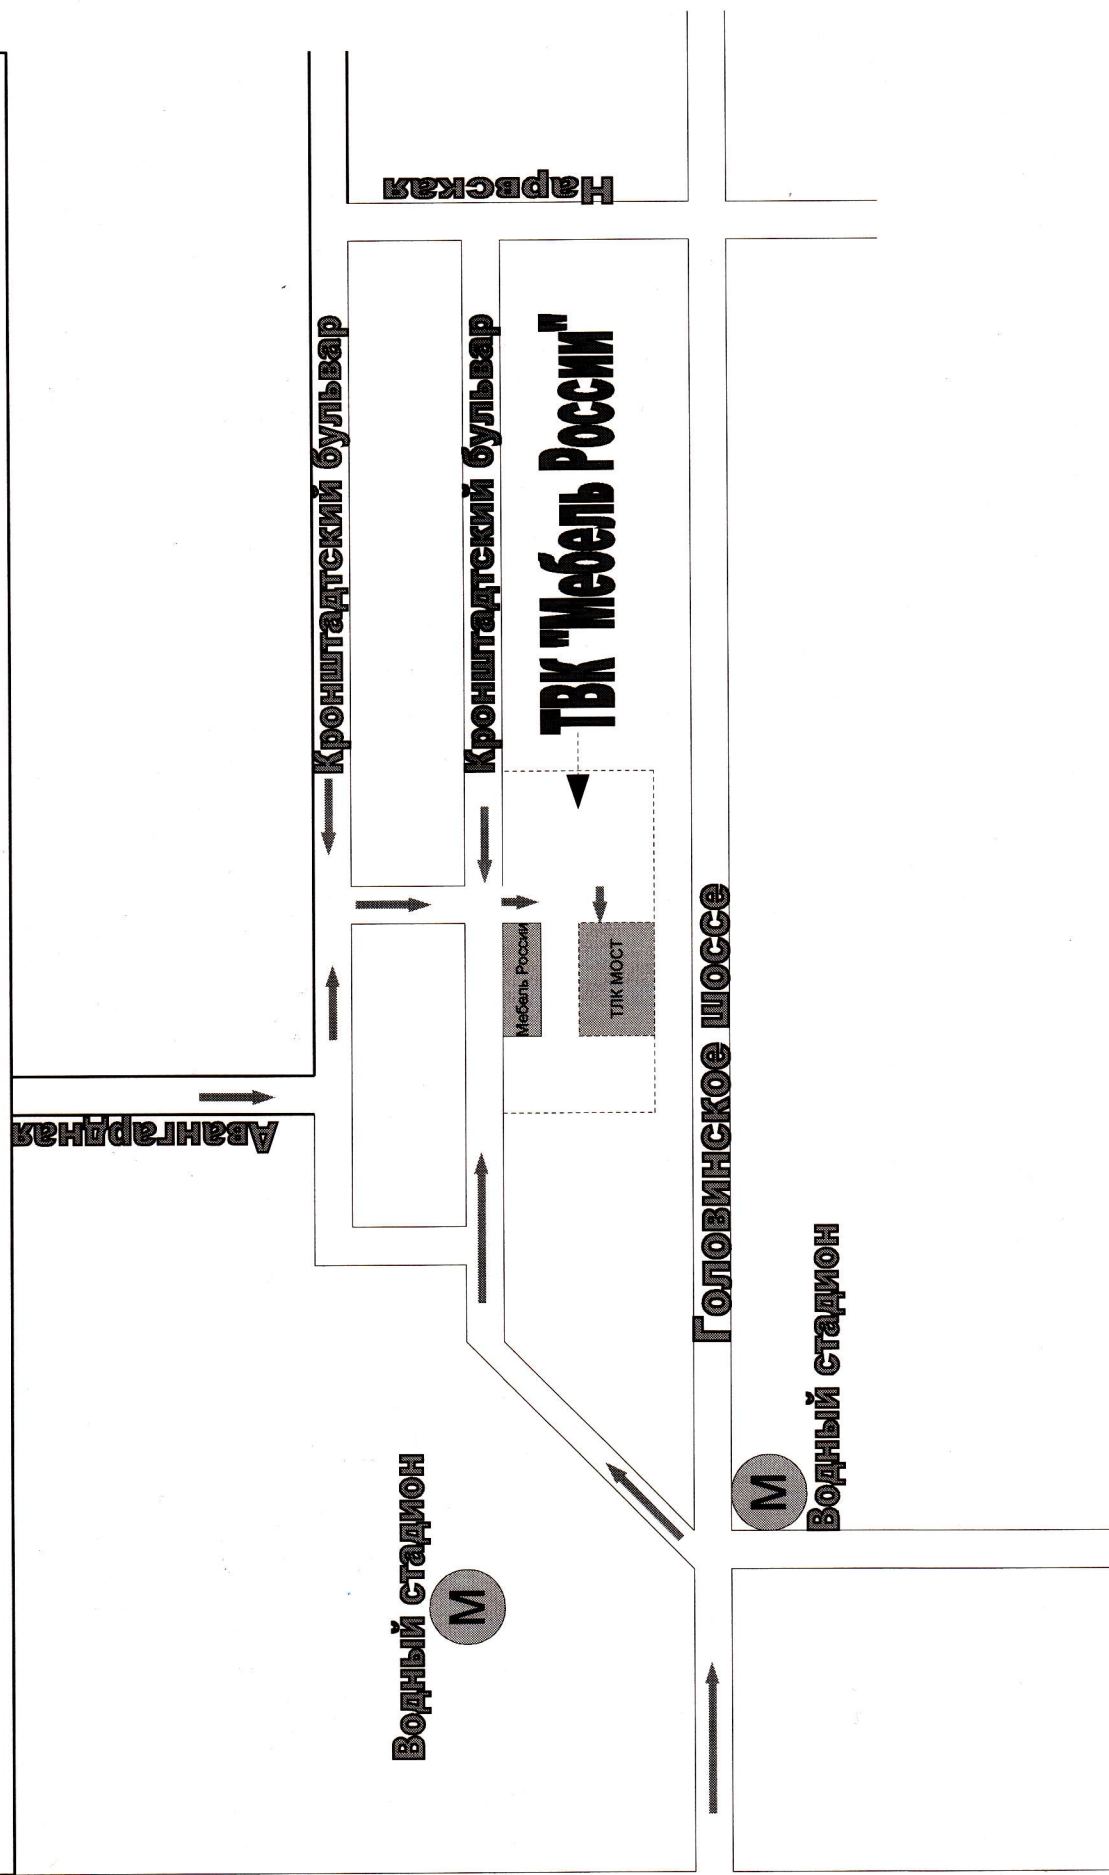 Кронштадтский бульвар
Кронштадтский бульвар
Нарвская
Авангардная
ТВК "Мебель России"
Мебель России
ТЛК МОСТ
Водный стадион
М
Головинское шоссе
М
Водный стадион